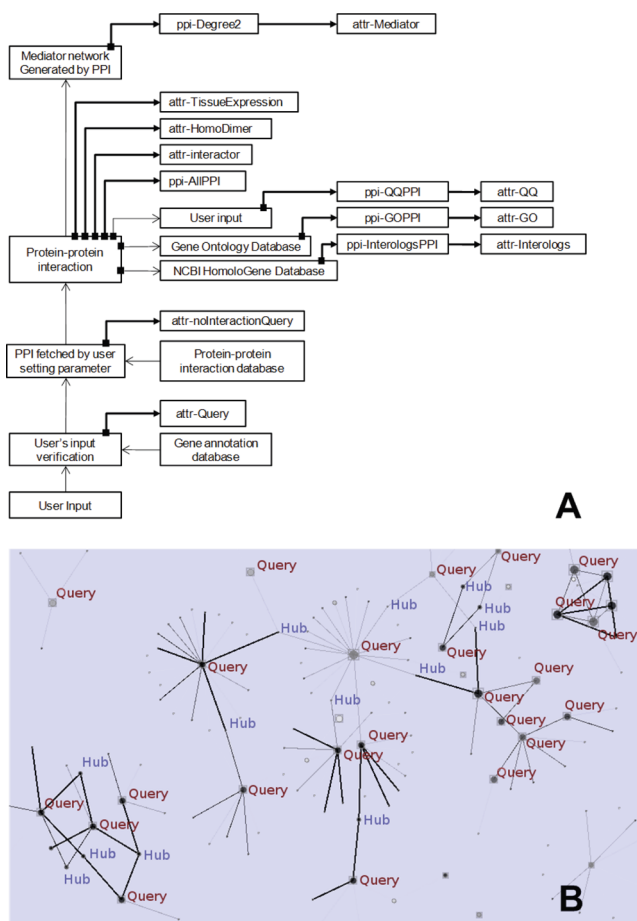 ppi-Degree2
attr-Mediator
Mediator network
Generated by PPI
attr-TissueExpression
attr-HomoDimer
attr-interactor
ppi-AllPPI
User input
ppi-QQPPI
attr-QQ
Gene Ontology Database
ppi-GOPPI
attr-GO
Protein-protein
interaction
NCBI HomoloGene Database
ppi-InterologsPPI
attr-Interologs
attr-noInteractionQuery
PPI fetched by user
setting parameter
Protein-protein
interaction database
attr-Query
User's input
verification
Gene annotation
database
User Input
A
Query
Query
Query
Query
Query
Hub
Hub
Hub
Hub
Query
Query
Query
Query
Query
Hub
Query
Query
Query
Hub
Query
Query
Query
Hub
Query
Query
Query
Query
Hub
Hub
Query
Query
B